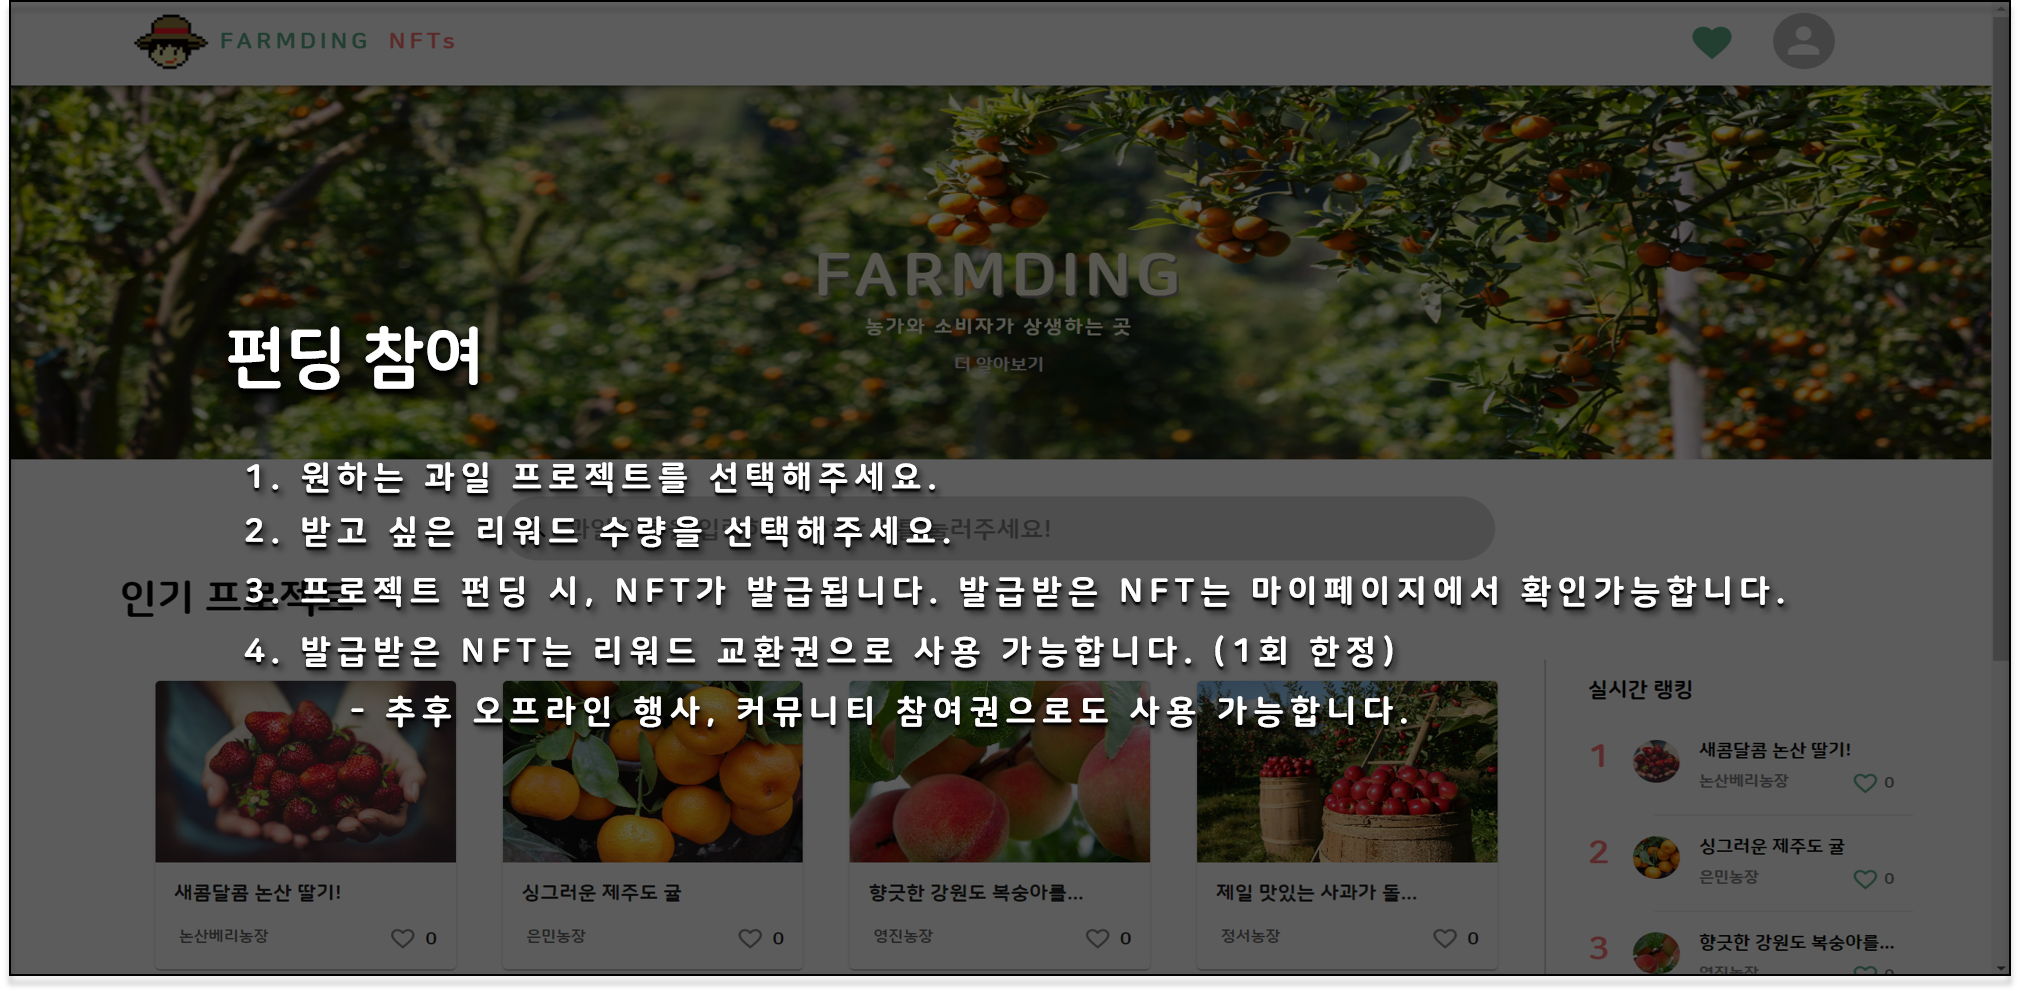 FARMDING NFTs
FARMDING
농가와 소비자가 상생하는 곳
더 알아보기
펀딩 참여
1. 원하는 과일 프로젝트를 선택해주세요.
2. 받고 싶은 리워드 수량을 선택해주세요.
눌러주세요!
인기 프로젝트
3. 프로젝트 펀딩 시, NFT가 발급됩니다. 발급받은 NFT는 마이페이지에서 확인가능합니다.
4. 발급받은 NFT는 리워드 교환권으로 사용 가능합니다. (1회 한정)
- 추후 오프라인 행사, 커뮤니티 참여권으로도 사용 가능합니다.
새콤달콤 논산 딸기!
논산베리농장 0
싱그러운 제주도 귤
은민농장 0
향긋한 강원도 복숭아를...
영진농장 0
제일 맛있는 사과가 돌...
정서농장 0
실시간 랭킹
1 새콤달콤 논산 딸기!
논산베리농장 0
2 싱그러운 제주도 귤
은민농장 0
3 향긋한 강원도 복숭아를...
영진농장 0